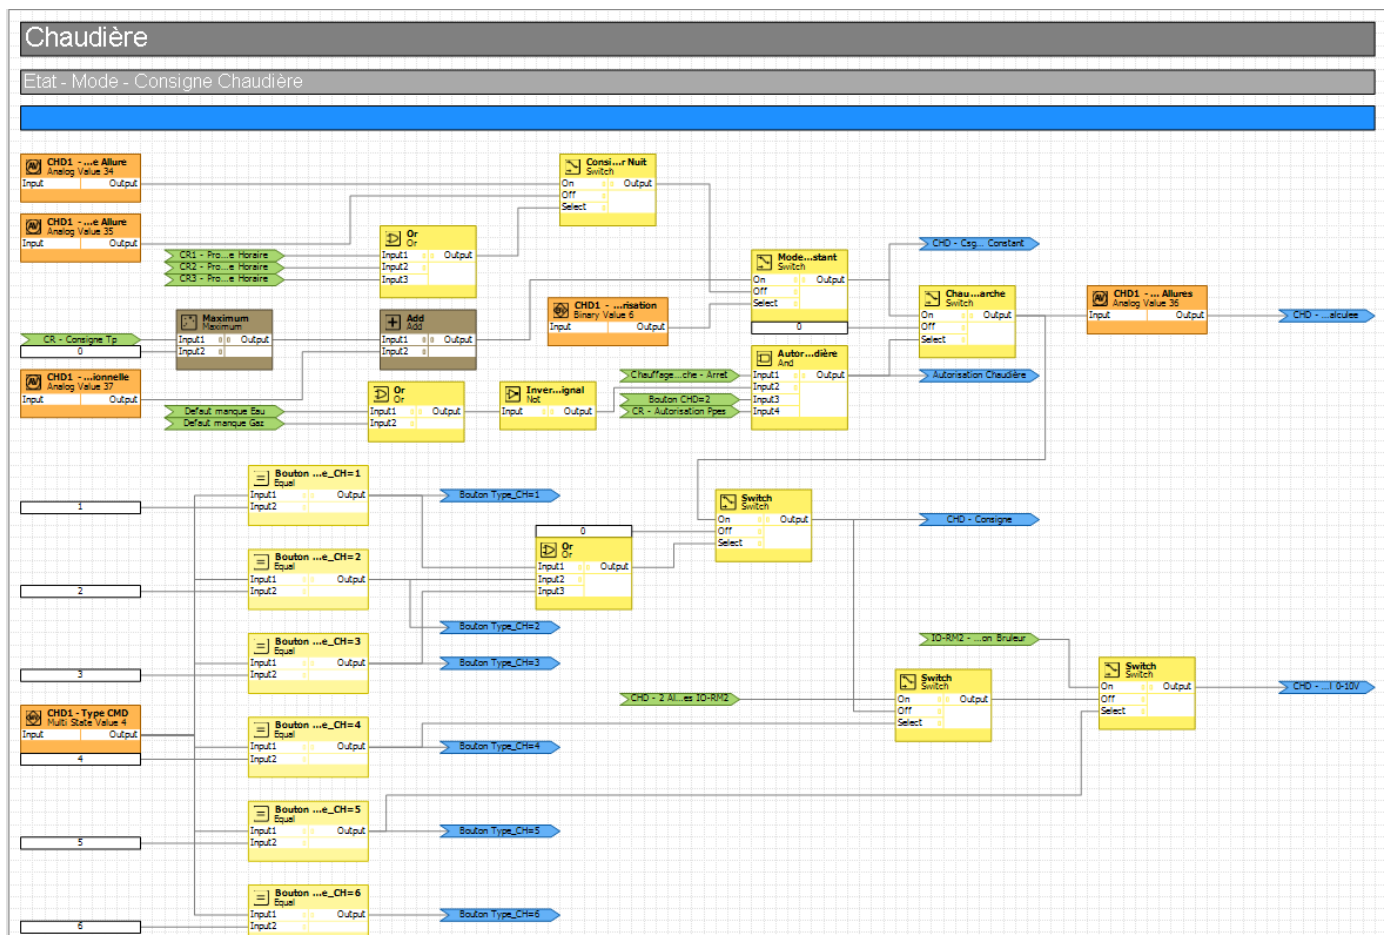 Chaudière
Etat - Mode - Consigne Chaudière
CHD1 - ...e Allure
Analog Value 34
Input Output
CHD1 - ...e Allure
Analog Value 35
Input Output
CR1 - Pro...e Horaire
CR2 - Pro...e Horaire
CR3 - Pro...e Horaire
Or
Or
Input1 Output
Input2
Input3
Consi...r Nuit
Switch
On Output
Off
Select
CR - Consigne Tp
0
Maximum
Maximum
Input1 Output
Input2
Add
Add
Input1 Output
Input2
CHD1 - ...ionnelle
Analog Value 37
Input Output
CHD1 - ...risation
Binary Value 6
Input Output
Mode...stant
Switch
On Output
Off
Select
0
CHD - Csg... Constant
Chau...arche
Switch
On Output
Off
Select
CHD1 - ... Allures
Analog Value 36
Input Output
CHD - ...alculee
Defaut manque Eau
Defaut manque Gaz
Or
Or
Input1 Output
Input2
Inver...ignal
Not
Input Output
Chauffage...che - Arret
Bouton CHD=2
CR - Autorisation Ppes
Autor...dière
And
Input1 Output
Input2
Input3
Input4
Autorisation Chaudière
Bouton ...e_CH=1
Equal
Input1 Output
Input2
1
Bouton Type_CH=1
Bouton ...e_CH=2
Equal
Input1 Output
Input2
2
Bouton Type_CH=2
Bouton ...e_CH=3
Equal
Input1 Output
Input2
3
Bouton Type_CH=3
0
Or
Or
Input1 Output
Input2
Input3
Switch
Switch
On Output
Off
Select
CHD - Consigne
CHD1 - Type CMD
Multi State Value 4
Input Output
4
Bouton ...e_CH=4
Equal
Input1 Output
Input2
Bouton Type_CH=4
CHD - 2 Al...es IO-RM2
Switch
Switch
On Output
Off
Select
IO-RM2 - ...on Bruleur
Switch
Switch
On Output
Off
Select
CHD - ...l 0-10V
Bouton ...e_CH=5
Equal
Input1 Output
Input2
5
Bouton Type_CH=5
Bouton ...e_CH=6
Equal
Input1 Output
Input2
6
Bouton Type_CH=6